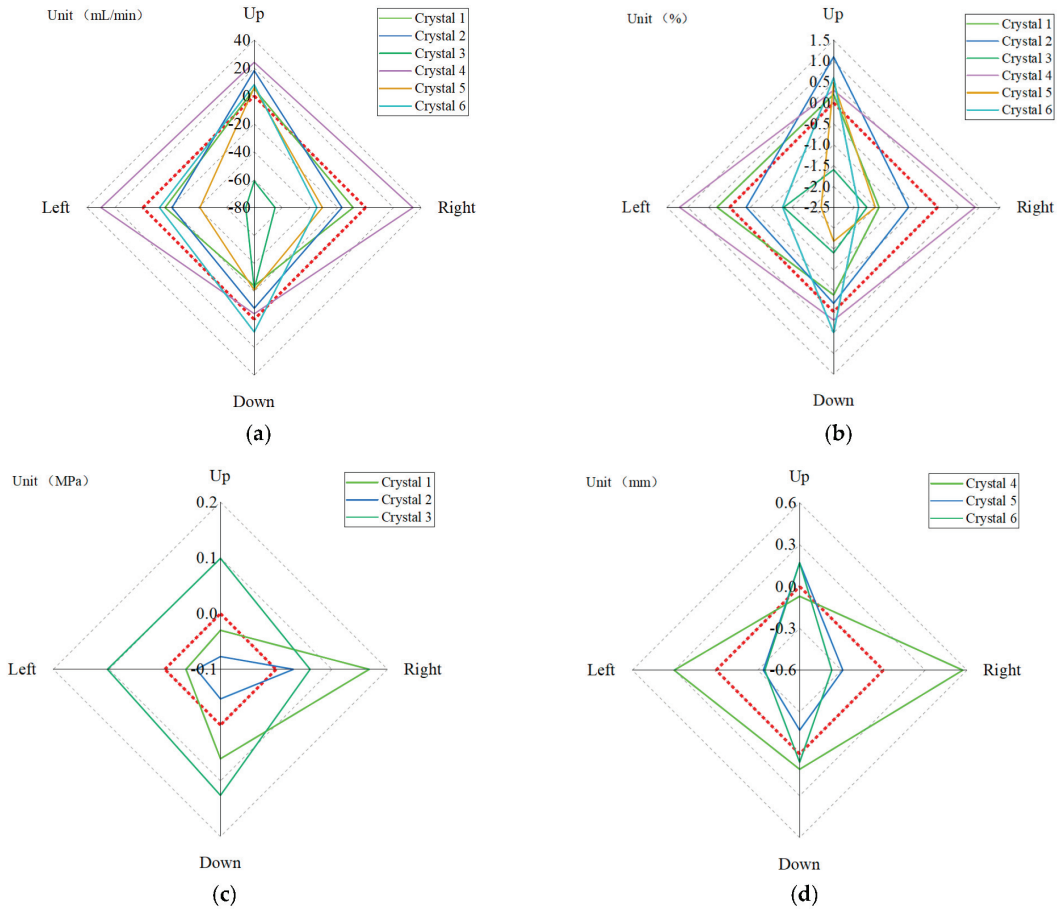 Unit （mL/min）
Up
Crystal 1
Crystal 2
Crystal 3
Crystal 4
Crystal 5
Crystal 6
40
20
0
-20
-40
-60
-80
Left
Right
Down
(a)
Unit （%）
Up
Crystal 1
Crystal 2
Crystal 3
Crystal 4
Crystal 5
Crystal 6
1.5
1.0
0.5
0.0
-0.5
-1.0
-1.5
-2.0
-2.5
Left
Right
Down
(b)
Unit （MPa）
Up
Crystal 1
Crystal 2
Crystal 3
0.2
0.1
0.0
-0.1
Left
Right
Down
(c)
Unit （mm）
Up
Crystal 4
Crystal 5
Crystal 6
0.6
0.3
0.0
-0.3
-0.6
Left
Right
Down
(d)